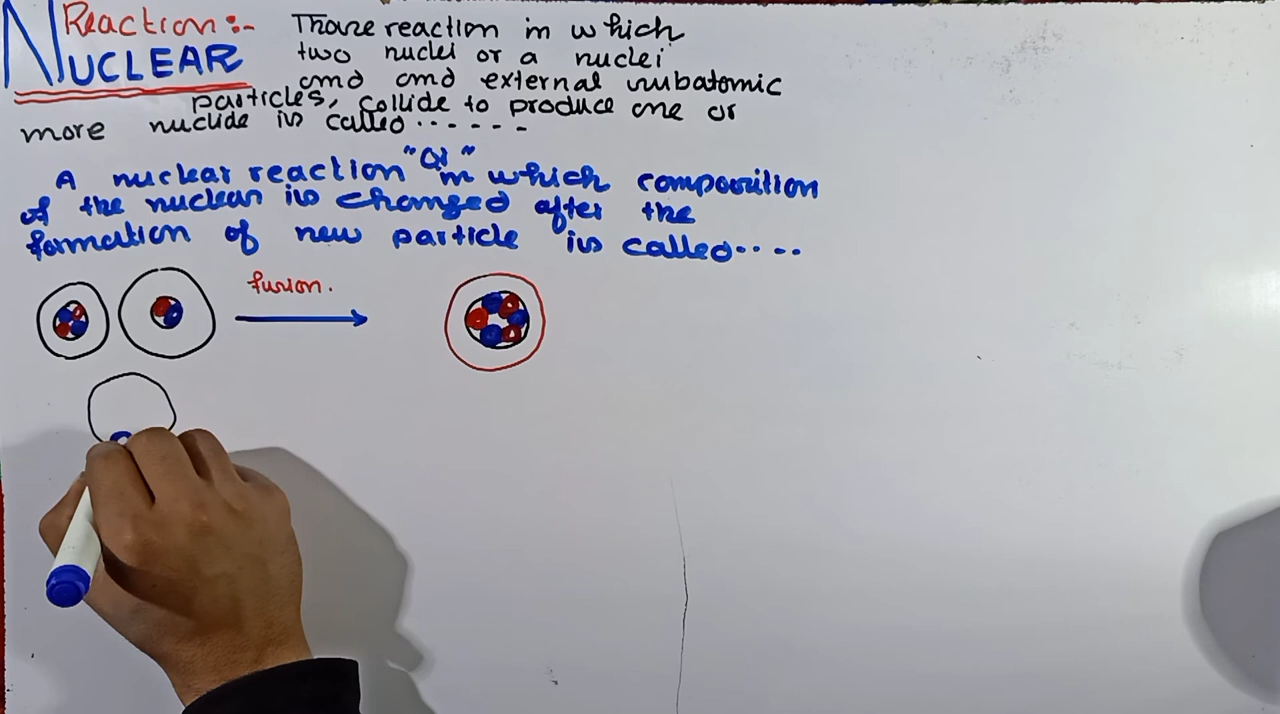 Reaction:-
NUCLEAR
Those reaction in which
two nuclei or a nuclei
and and external subatomic
particles, collide to produce one or
more nuclide is called ......
"Or"
A nuclear reaction in which composition
of the nuclear is changed after the
formation of new particle is called....
fusion.